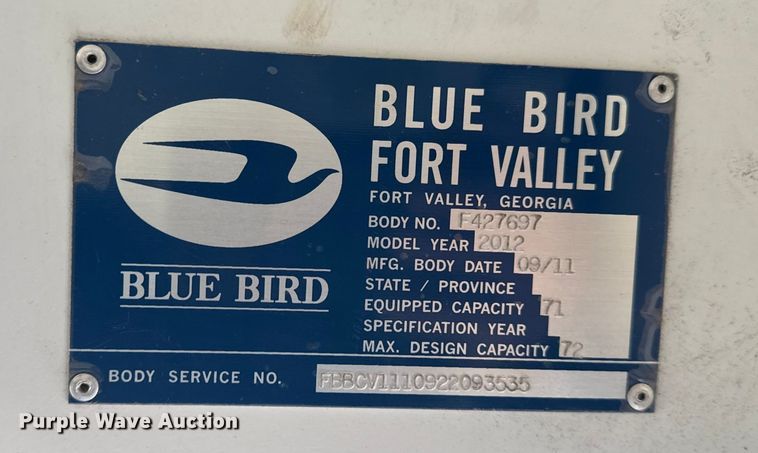 BLUE BIRD
FORT VALLEY
FORT VALLEY, GEORGIA
BODY NO. F427697
MODEL YEAR 2012
MFG. BODY DATE 09/11
STATE / PROVINCE
EQUIPPED CAPACITY 71
SPECIFICATION YEAR
MAX. DESIGN CAPACITY 72
BLUE BIRD
BODY SERVICE NO. FBBCV1110922093535
Purple Wave Auction